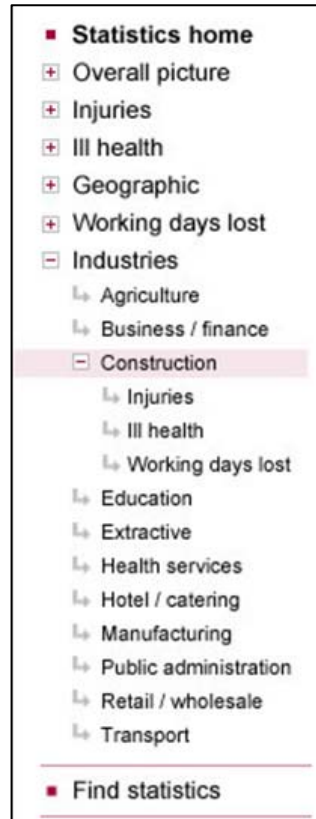 Statistics home
Overall picture
Injuries
Ill health
Geographic
Working days lost
Industries
Agriculture
Business / finance
Construction
Injuries
Ill health
Working days lost
Education
Extractive
Health services
Hotel / catering
Manufacturing
Public administration
Retail / wholesale
Transport
Find statistics